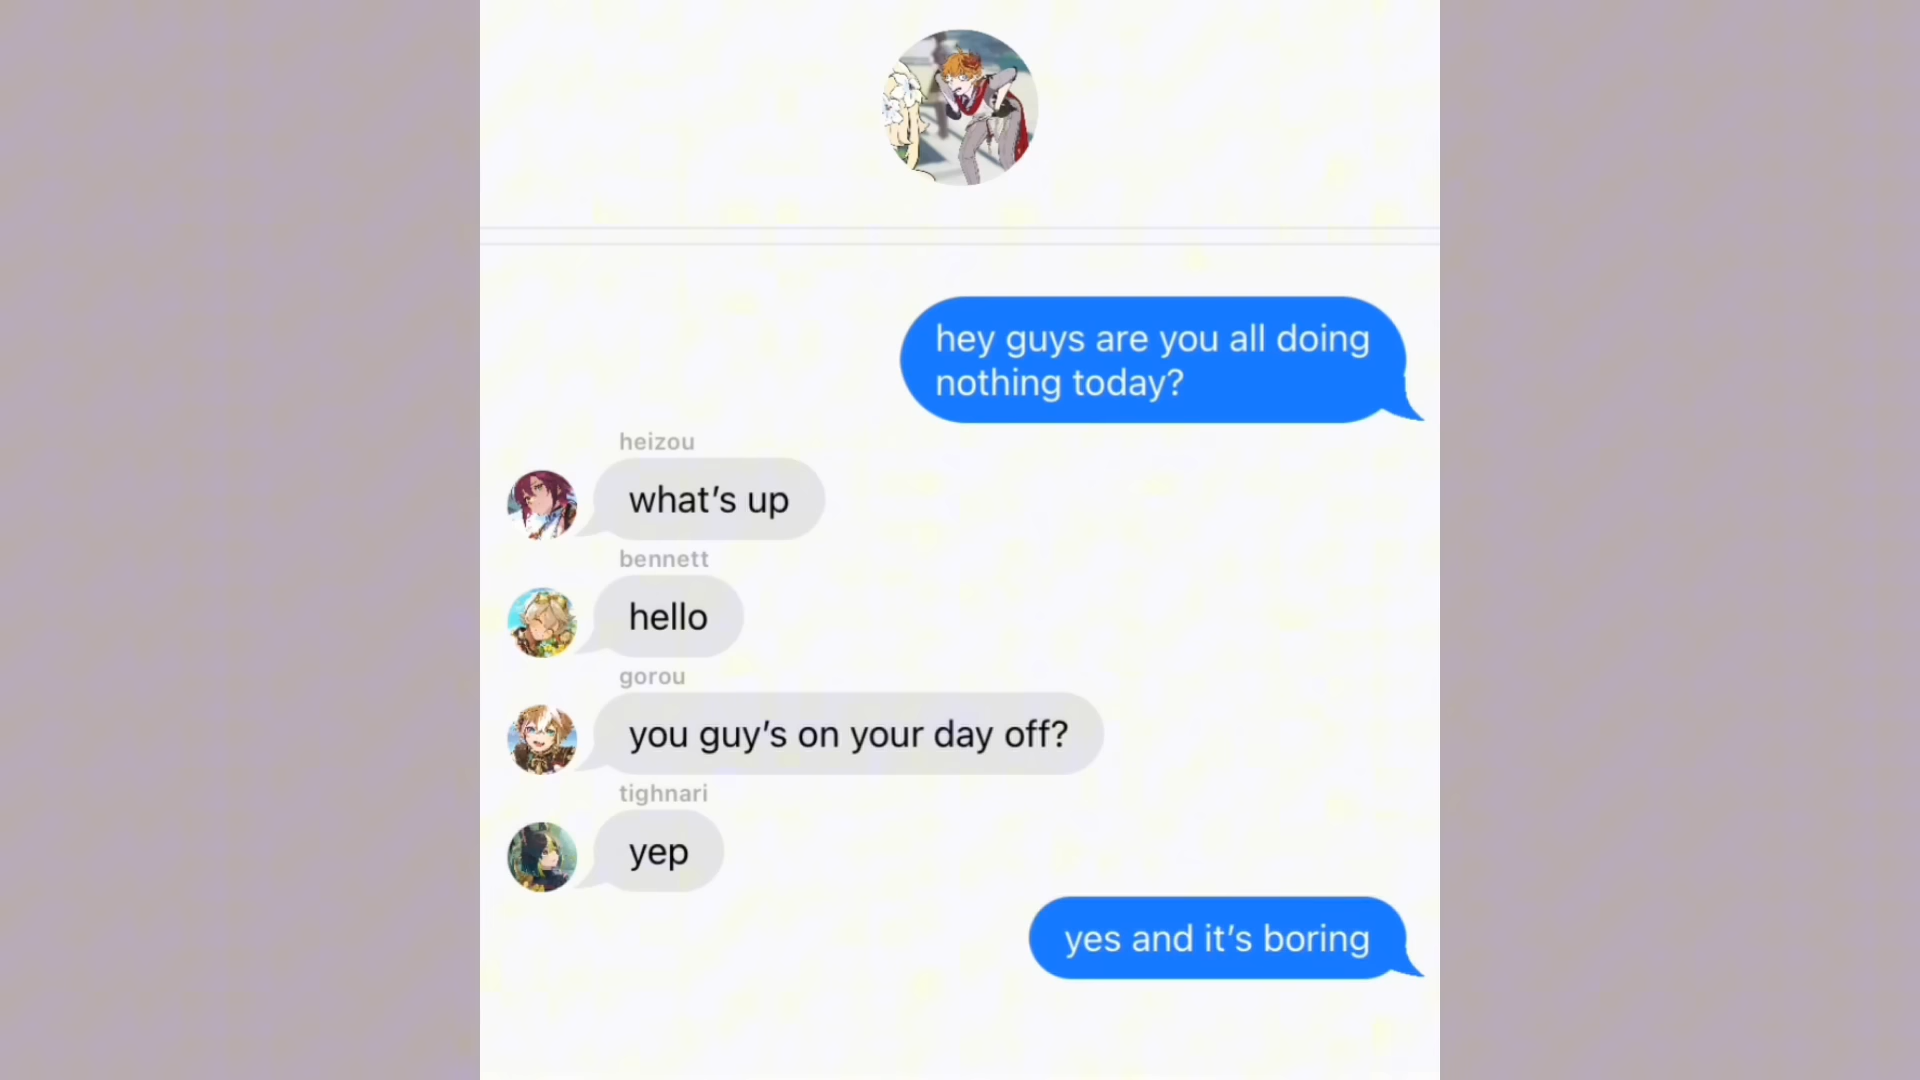 hey guys are you all doing
nothing today?
heizou
what’s up
bennett
hello
gorou
you guy’s on your day off?
tighnari
yep
yes and it’s boring